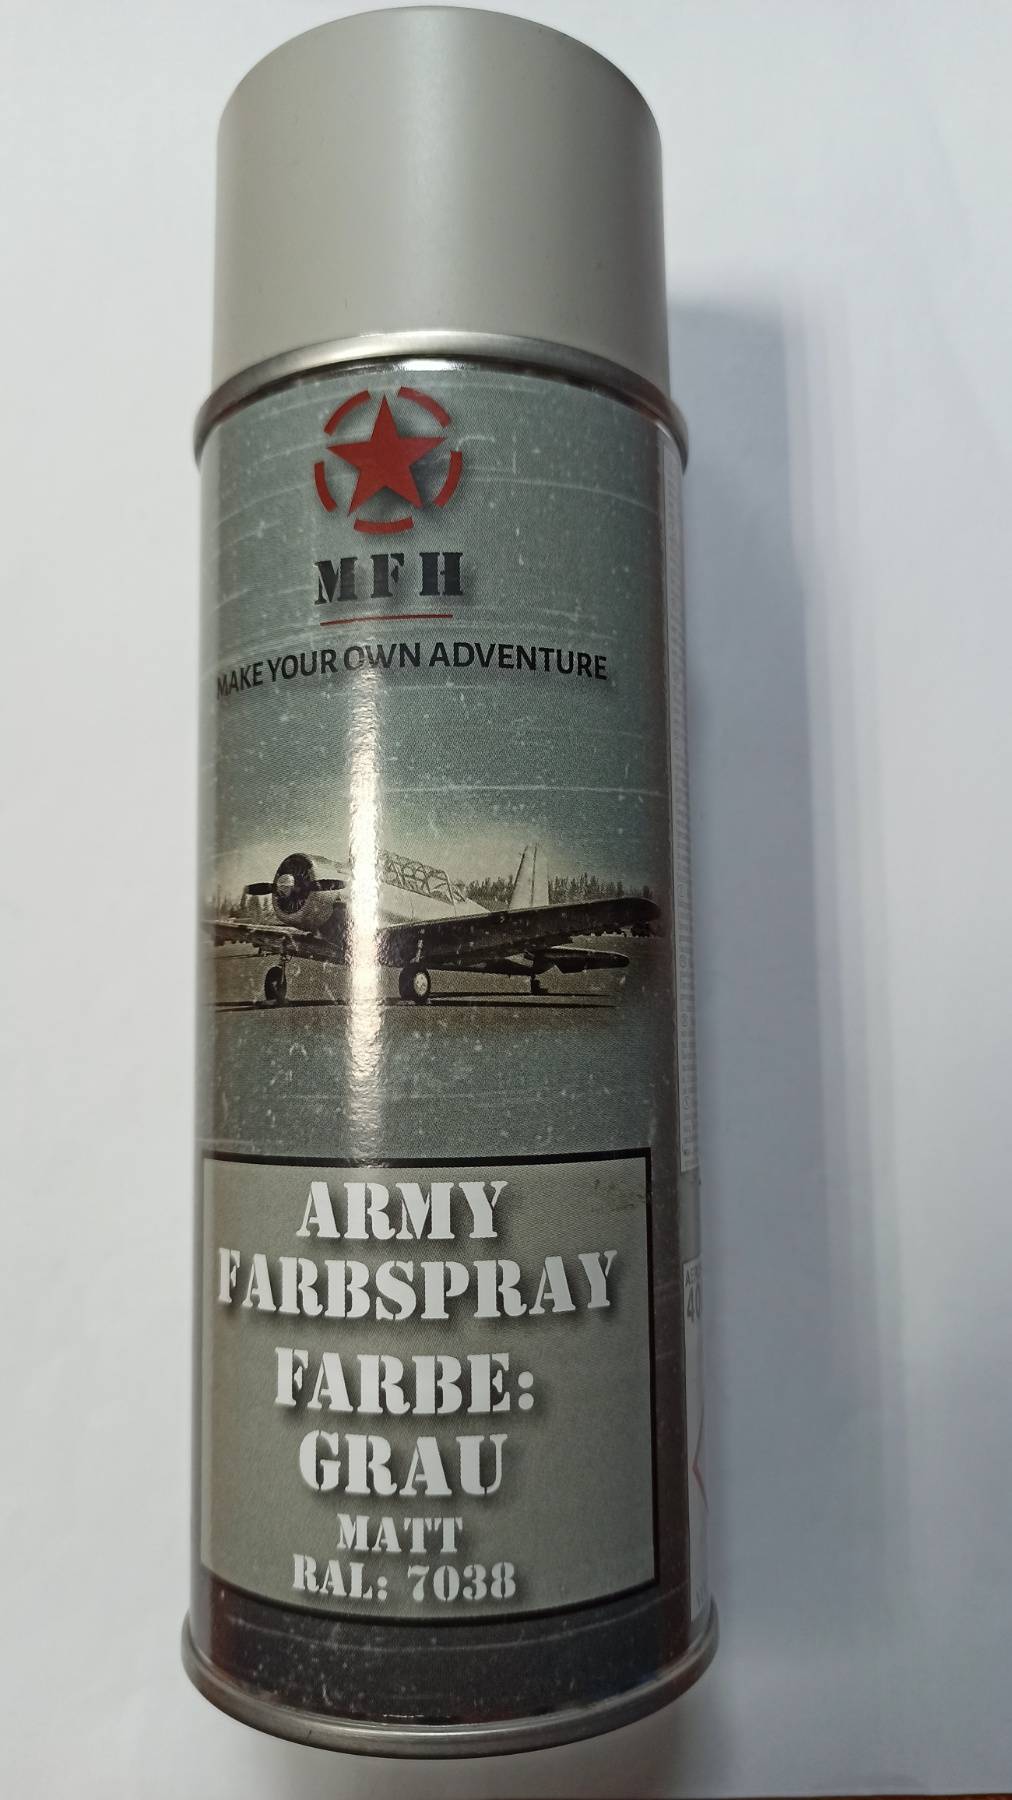 MFH
MAKE YOUR OWN ADVENTURE
ARMY
FARBSPRAY
FARBE:
GRAU
MATT
RAL: 7038